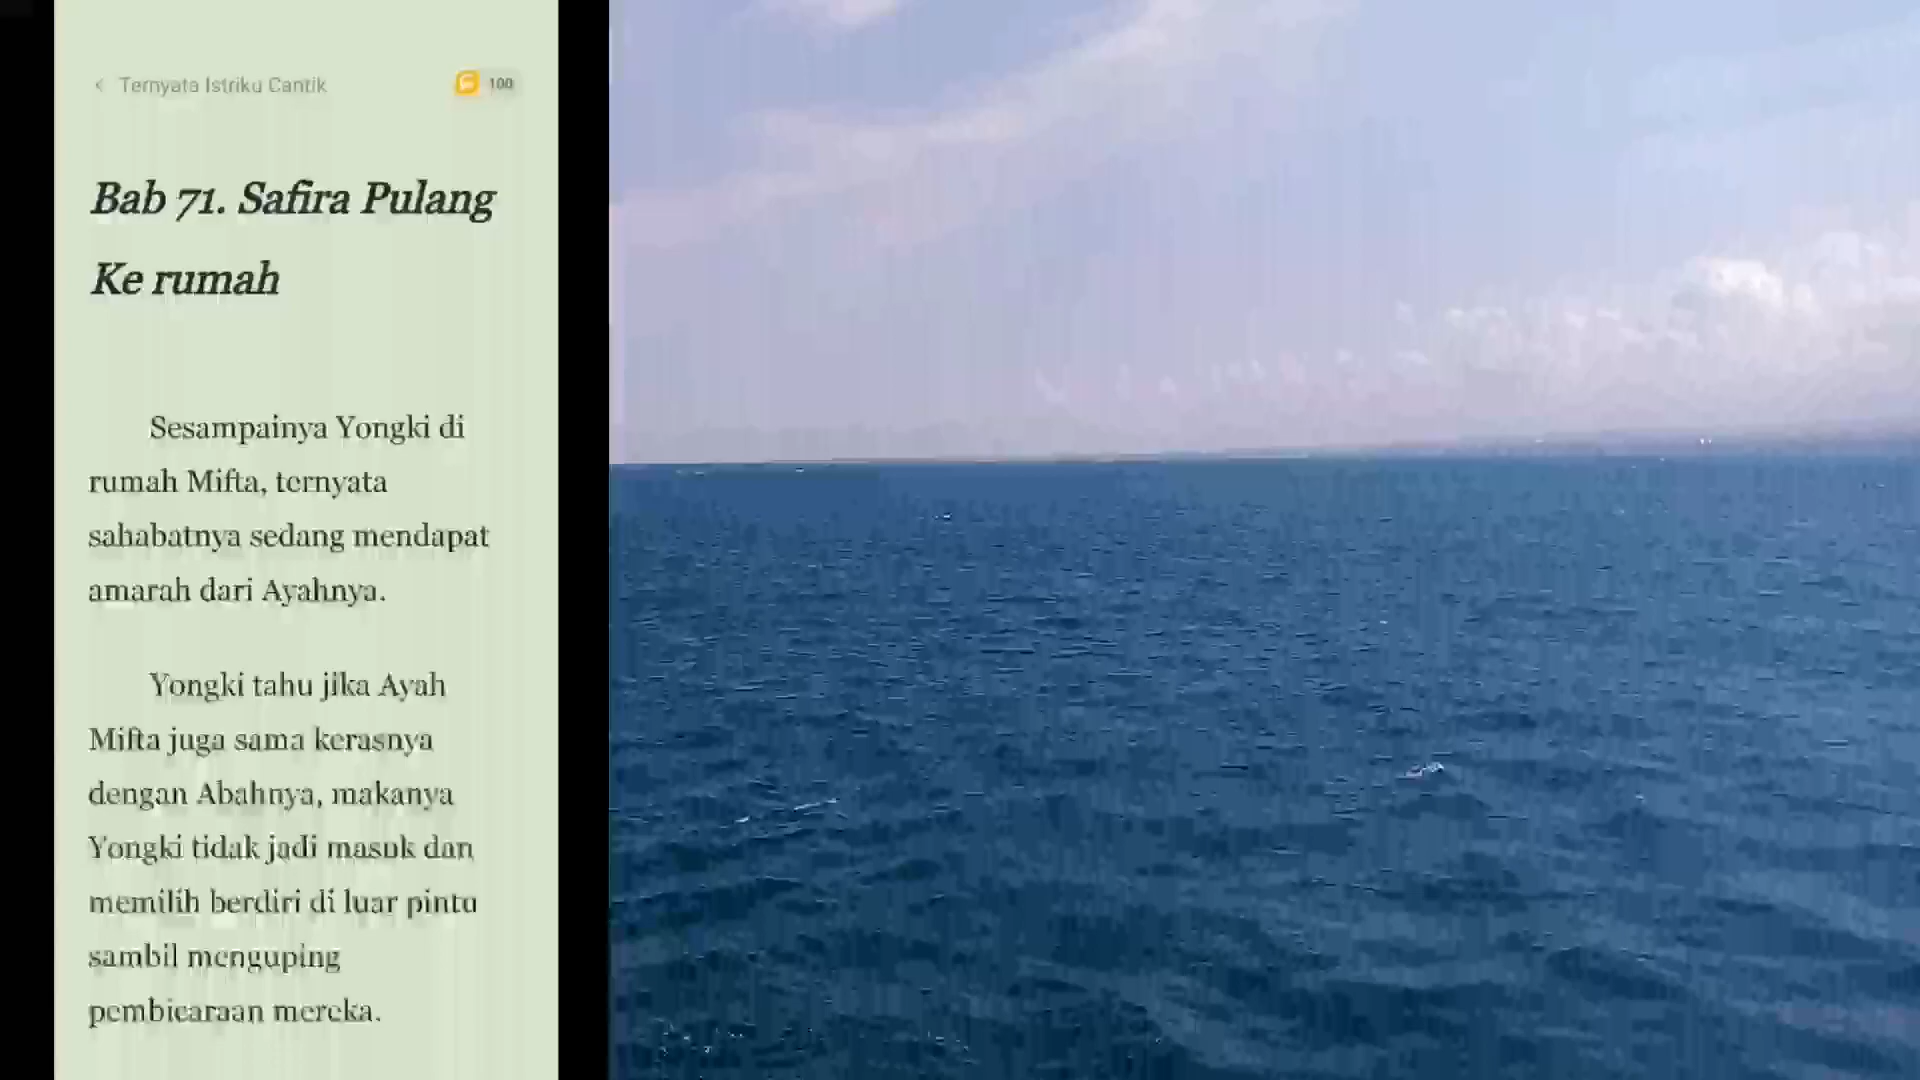 Ternyata Istriku Cantik
100
Bab 71. Safira Pulang
Ke rumah
Sesampainya Yongki di
rumah Mifta, ternyata
sahabatnya sedang mendapat
amarah dari Ayahnya.
Yongki tahu jika Ayah
Mifta juga sama kerasnya
dengan Abahnya, makanya
Yongki tidak jadi masuk dan
memilih berdiri di luar pintu
sambil menguping
pembicaraan mereka.